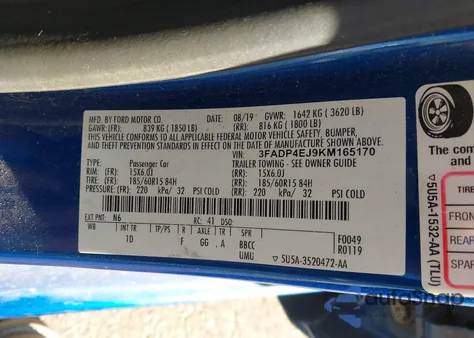 MFD. BY FORD MOTOR CO. DATE: 08/19 GVWR: 1642 KG ( 3620 LB)
GAWR: (FR): 839 KG ( 1850 LB) (RR): 816 KG ( 1800 LB)
THIS VEHICLE CONFORMS TO ALL APPLICABLE FEDERAL MOTOR VEHICLE SAFETY, BUMPER,
AND THEFT PREVENTION STANDARDS IN EFFECT ON THE DATE OF MANUFACTURE SHOWN ABOVE.
VIN: 3FADP4EJ9KM165170
TYPE: Passenger Car TRAILER TOWING - SEE OWNER GUIDE
RIM: (FR): 15X6.0J (RR): 15X6.0J
TIRES: (FR): 185/60R15 84H (RR): 185/60R15 84H
PRESSURE: (FR): 220 kPa/ 32 PSI COLD (RR): 220 kPa/ 32 PSI COLD
EXT PNT: N6 RC: 41 DSO:
WB INT TR TP/PS R AXLE TR SPR F0049
1D F GG A BBCC R0119
UMU ▽ 5U5A-3520472-AA
The com
and
▽ 5U5A-1532-AA (TLU)
TIRE
FRON
REAR
SPAR
autosnap